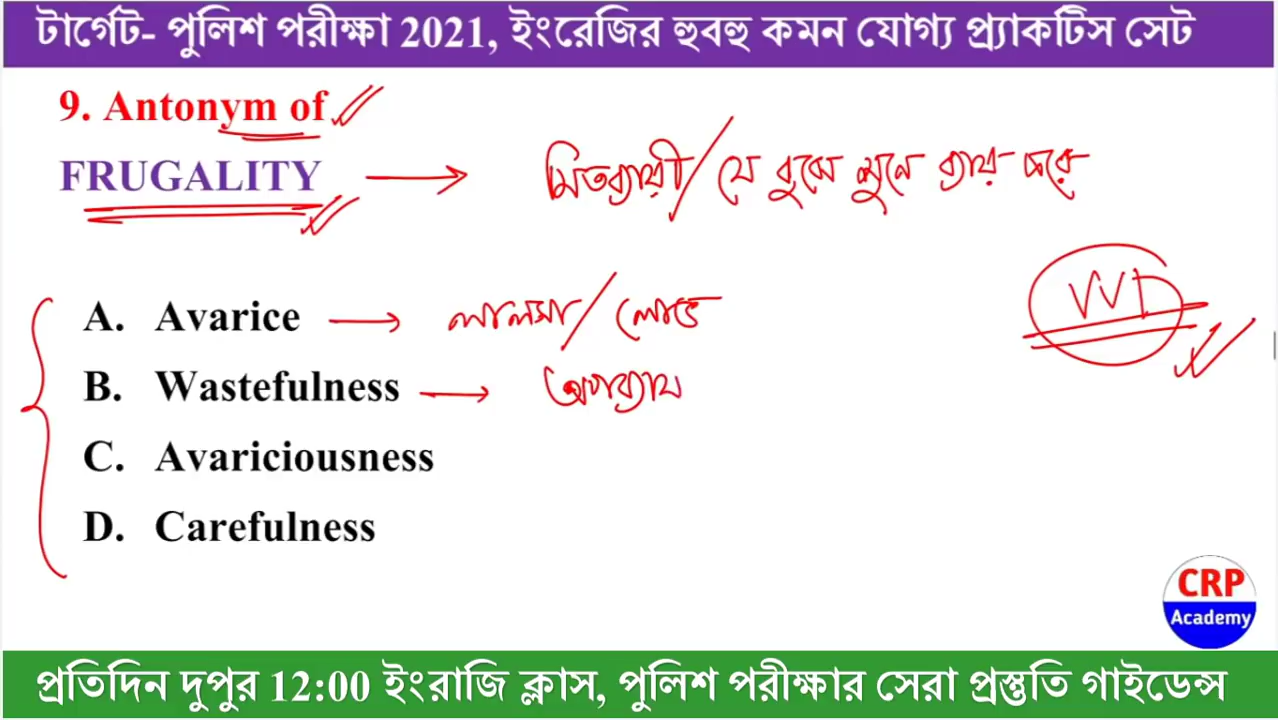 টার্গেট- পুলিশ পরীক্ষা 2021, ইংরেজির হুবহু কমন যোগ্য প্র্যাকটিস সেট
9. Antonym of
FRUGALITY → মিতব্যয়ী / যে বুঝে শুনে ব্যয় করে
A. Avarice → লালসা / লোভ
VVI
B. Wastefulness → অপব্যয়
C. Avariciousness
D. Carefulness
CRP
Academy
প্রতিদিন দুপুর 12:00 ইংরাজি ক্লাস, পুলিশ পরীক্ষার সেরা প্রস্তুতি গাইডেন্স